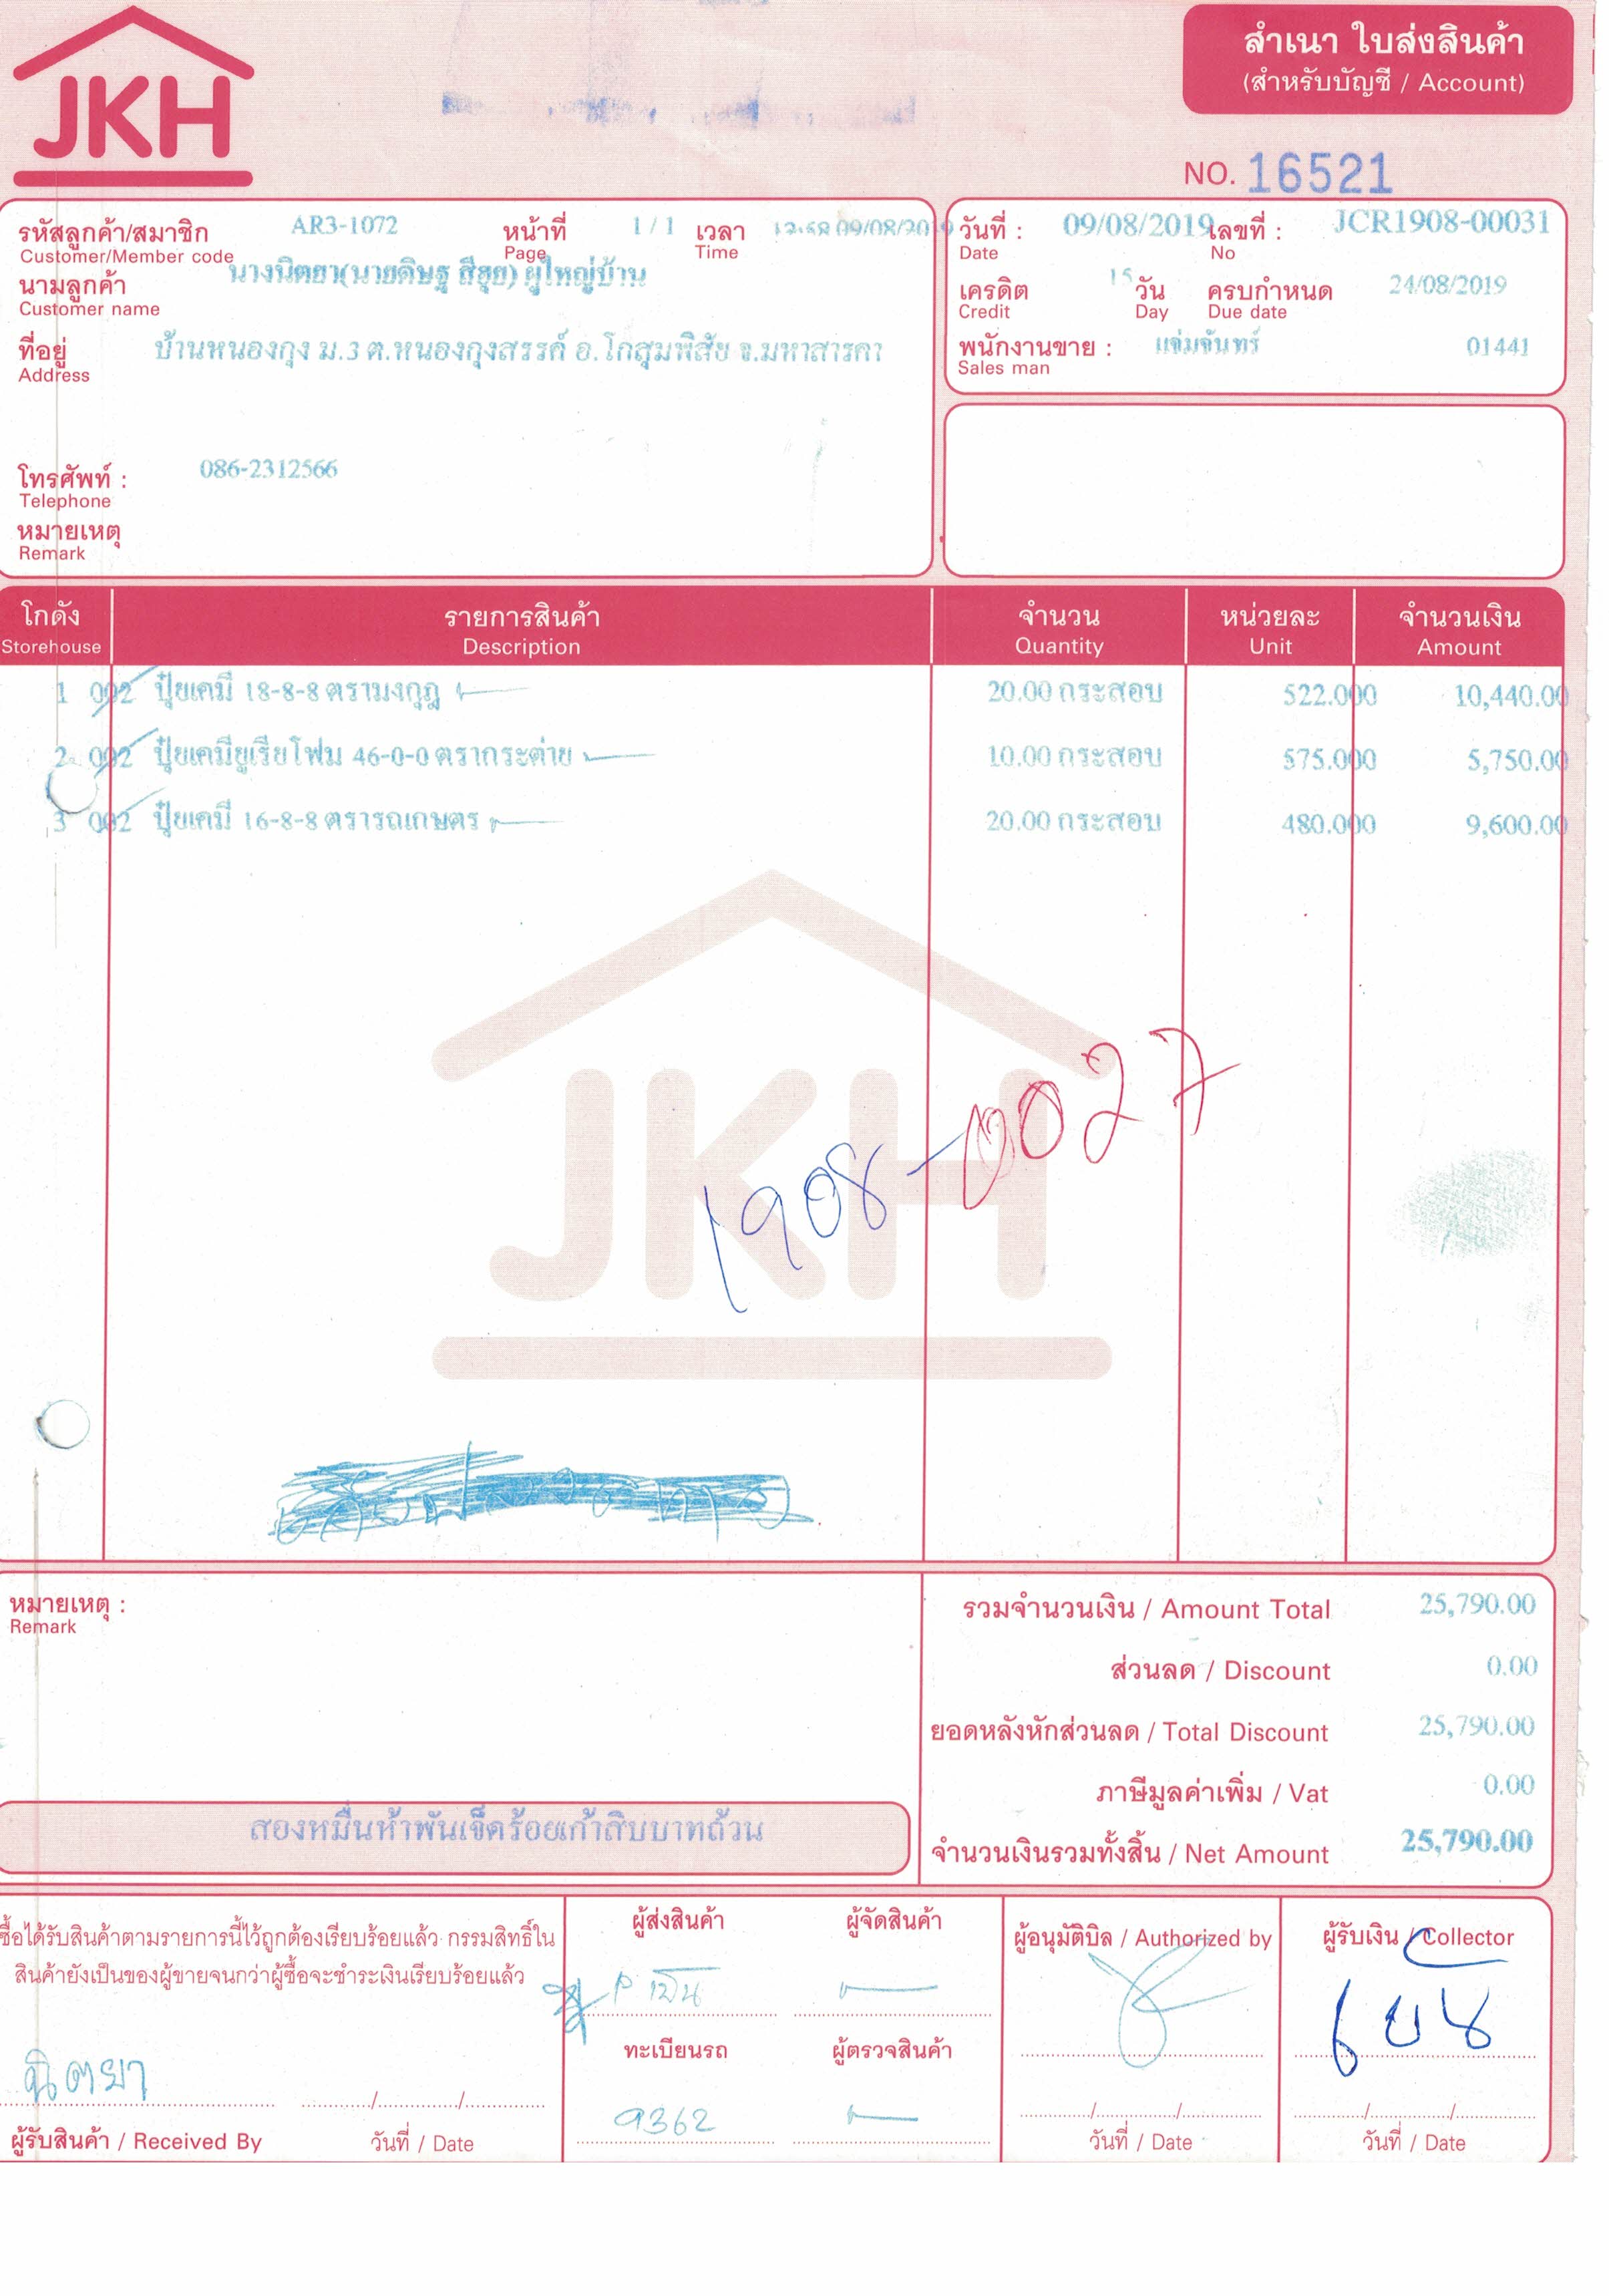 JKH
สำเนา ใบส่งสินค้า
(สำหรับบัญชี / Account)
NO. 16521
รหัสลูกค้า/สมาชิก AR3-1072 หน้าที่ 1 / 1 เวลา 09/08/2019
Customer/Member code Page Time
นามลูกค้า นางนิตยา(นายดิษฐ สีฮุย) ผู้ใหญ่บ้าน
Customer name
ที่อยู่ บ้านหนองกุง ม.3 ต.หนองกุงสรรค์ อ.โกสุมพิสัย จ.มหาสารคา
Address
โทรศัพท์ : 086-2312566
Telephone
หมายเหตุ
Remark
วันที่ : 09/08/2019 เลขที่ : JCR1908-00031
Date No
เครดิต 15 วัน ครบกำหนด 24/08/2019
Credit Day Due date
พนักงานขาย : แจ่มจันทร์ 01441
Sales man
โกดัง รายการสินค้า จำนวน หน่วยละ จำนวนเงิน
Storehouse Description Quantity Unit Amount
1 002 ปุ๋ยเคมี 18-8-8 ตรามงกุฎ 20.00 กระสอบ 522.000 10,440.00
2 002 ปุ๋ยเคมียูเรียโฟม 46-0-0 ตรากระต่าย 10.00 กระสอบ 575.000 5,750.00
3 002 ปุ๋ยเคมี 16-8-8 ตรารถเกษตร 20.00 กระสอบ 480.000 9,600.00
JKH
1908-0027
หมายเหตุ :
Remark
รวมจำนวนเงิน / Amount Total 25,790.00
ส่วนลด / Discount 0.00
ยอดหลังหักส่วนลด / Total Discount 25,790.00
ภาษีมูลค่าเพิ่ม / Vat 0.00
สองหมื่นห้าพันเจ็ดร้อยเก้าสิบบาทถ้วน
จำนวนเงินรวมทั้งสิ้น / Net Amount 25,790.00
ซื้อได้รับสินค้าตามรายการนี้ไว้ถูกต้องเรียบร้อยแล้ว กรรมสิทธิ์ใน
สินค้ายังเป็นของผู้ขายจนกว่าผู้ซื้อจะชำระเงินเรียบร้อยแล้ว
นิตยา
ผู้รับสินค้า / Received By วันที่ / Date
ผู้ส่งสินค้า ผู้จัดสินค้า
ทะเบียนรถ ผู้ตรวจสินค้า
9362
ผู้อนุมัติบิล / Authorized by
วันที่ / Date
ผู้รับเงิน / Collector
วันที่ / Date